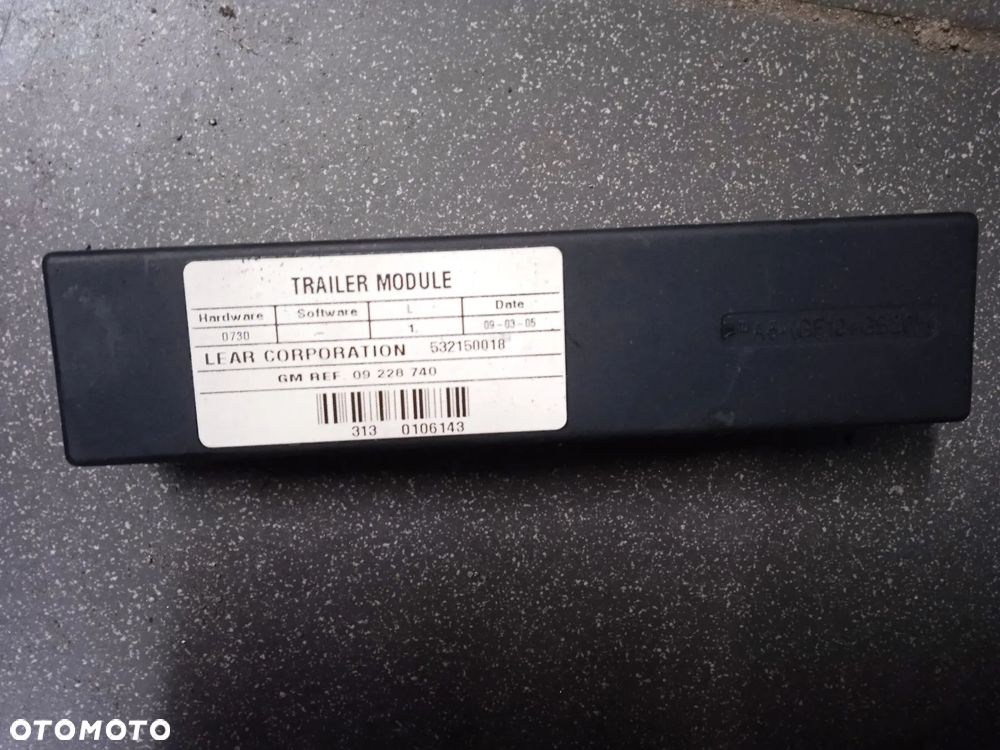 TRAILER MODULE
Hardware Software L Date
0730 – 1. 09-03-05
LEAR CORPORATION 532150018
GM REF. 09 228 740
313 0106143
OTOMOTO